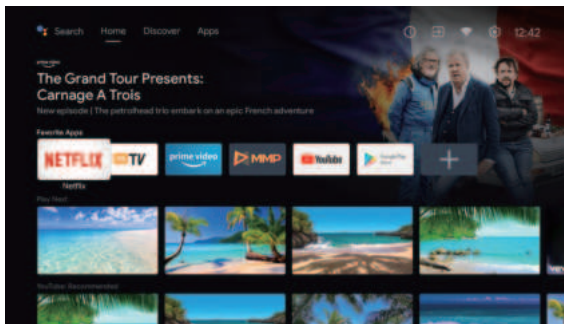 Search Home Discover Apps 12:42
prime video
The Grand Tour Presents:
Carnage A Trois
New episode | The petrolhead trio embark on an epic French adventure
Favorite Apps
NETFLIX TV prime video MMP YouTube Google Play
Netflix
Play Next
YouTube: Recommended